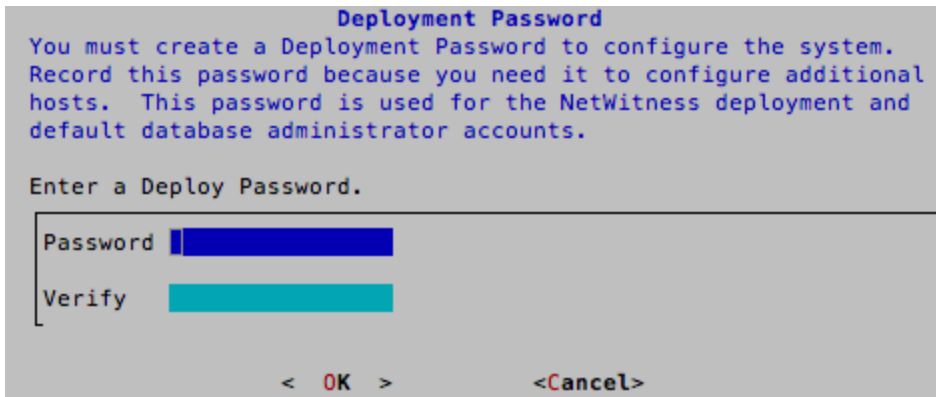 Deployment Password
You must create a Deployment Password to configure the system.
Record this password because you need it to configure additional
hosts.  This password is used for the NetWitness deployment and
default database administrator accounts.
Enter a Deploy Password.
Password
Verify
<  OK  >          <Cancel>